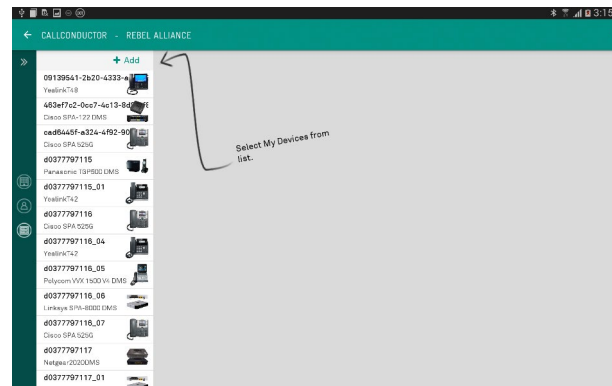 3:15
CALLCONDUCTOR - REBEL ALLIANCE
+ Add
09139541-2b20-4333-a
YealinkT48
463ef7c2-0cc7-4c13-8d
Cisco SPA-122 DMS
cad6445f-a324-4f92-90
Cisco SPA 525G
d0377797115
Panasonic TGP500 DMS
d0377797115_01
YealinkT42
d0377797116
Cisco SPA 525G
d0377797116_04
YealinkT42
d0377797116_05
Polycom VVX 1500 V4 DMS
d0377797116_06
Linksys SPA-8000 DMS
d0377797116_07
Cisco SPA 525G
d0377797117
Netgear2020DMS
d0377797117_01
Select My Devices from
list.